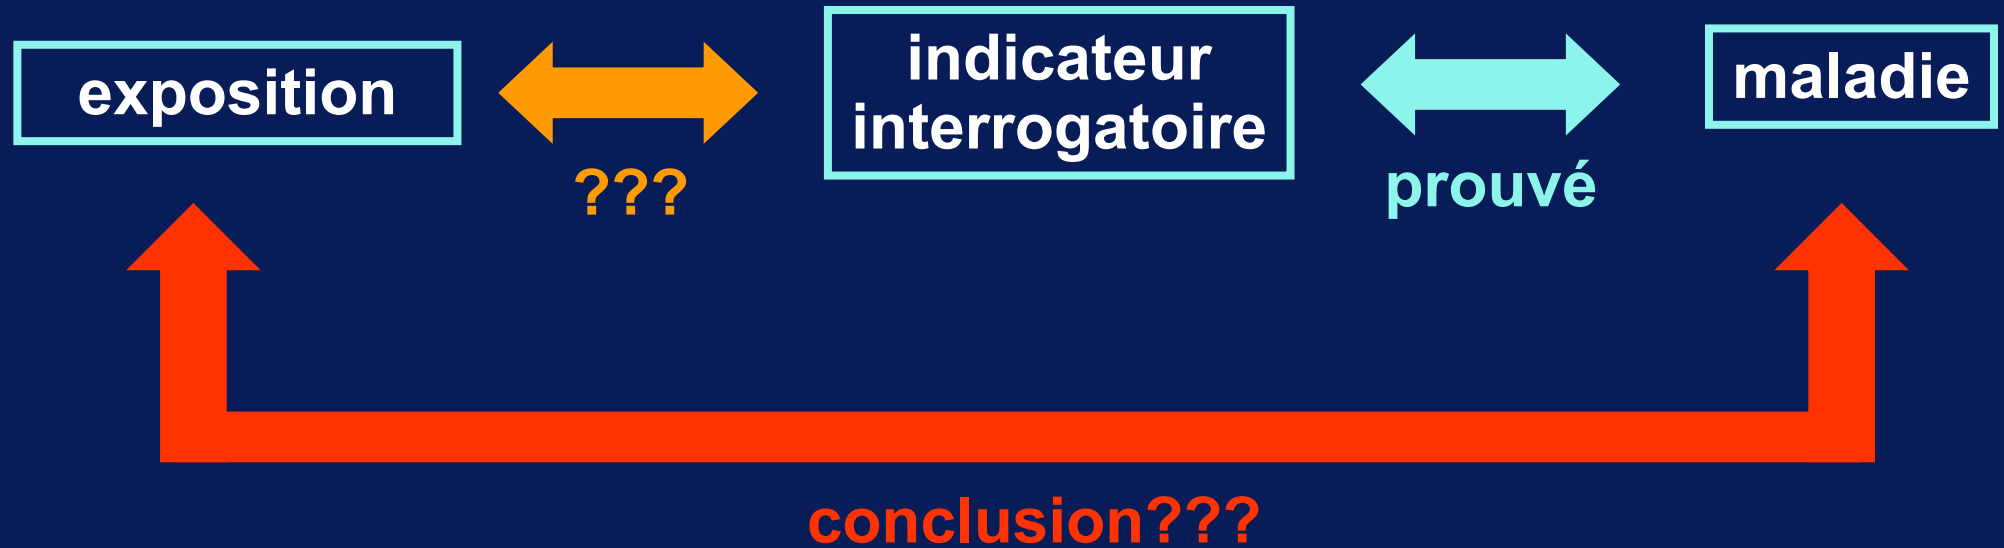 exposition
indicateur
interrogatoire
maladie
???
prouvé
conclusion???